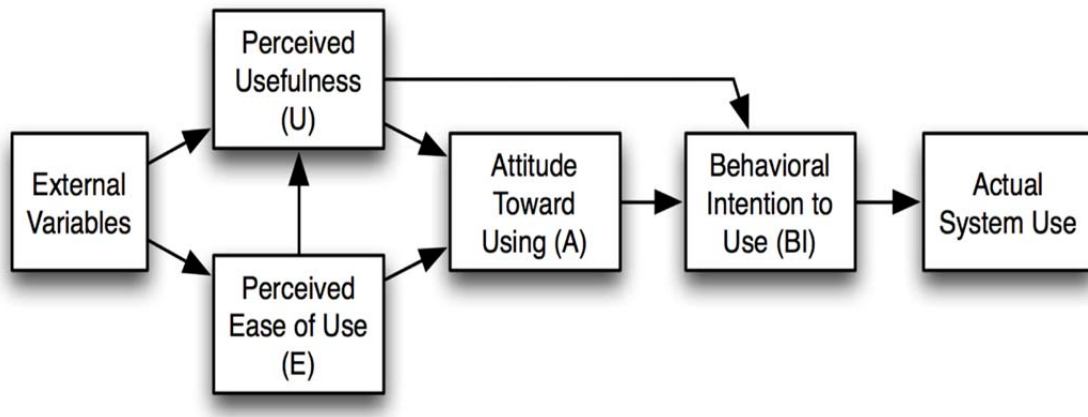 External
Variables
Perceived
Usefulness
(U)
Perceived
Ease of Use
(E)
Attitude
Toward
Using (A)
Behavioral
Intention to
Use (BI)
Actual
System Use